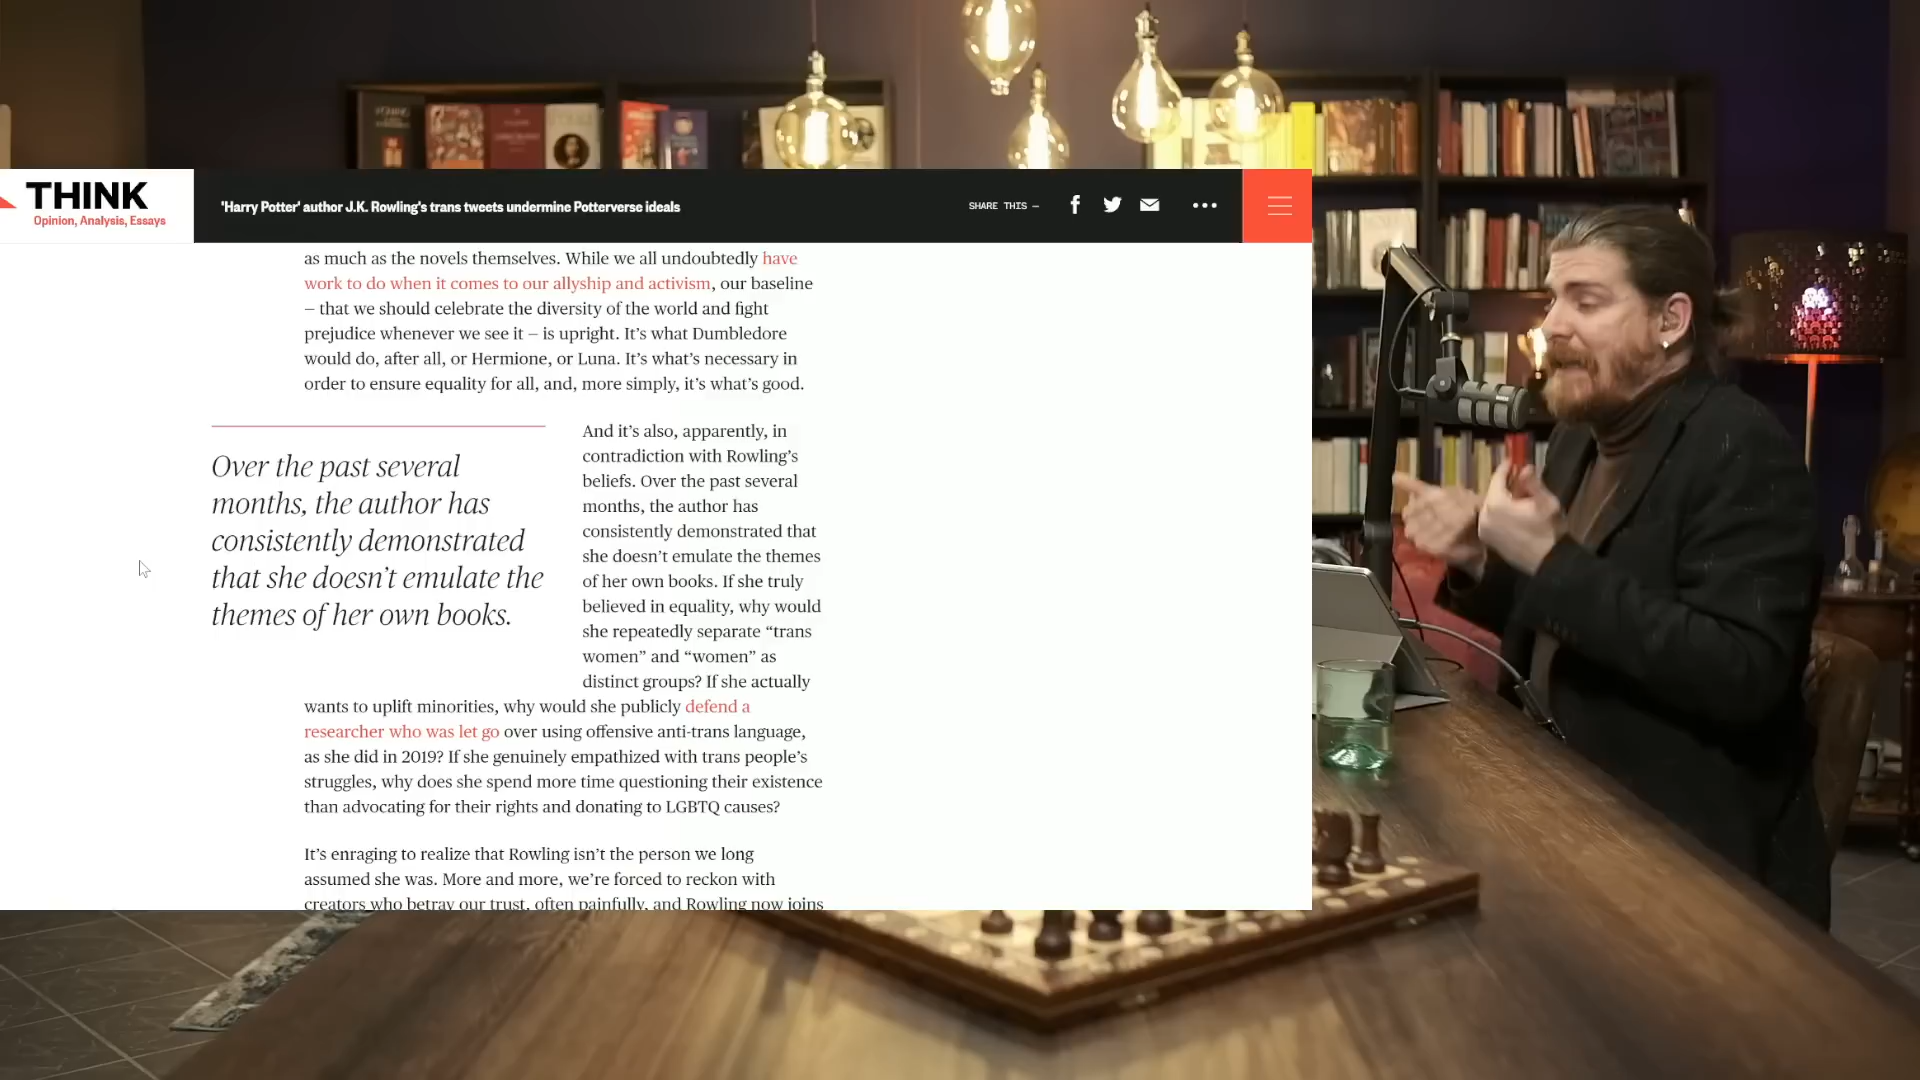 THINK
Opinion, Analysis, Essays
'Harry Potter' author J.K. Rowling's trans tweets undermine Potterverse ideals
SHARE THIS —
as much as the novels themselves. While we all undoubtedly have
work to do when it comes to our allyship and activism, our baseline
– that we should celebrate the diversity of the world and fight
prejudice whenever we see it – is upright. It's what Dumbledore
would do, after all, or Hermione, or Luna. It's what's necessary in
order to ensure equality for all, and, more simply, it's what's good.
Over the past several
months, the author has
consistently demonstrated
that she doesn't emulate the
themes of her own books.
And it's also, apparently, in
contradiction with Rowling's
beliefs. Over the past several
months, the author has
consistently demonstrated that
she doesn't emulate the themes
of her own books. If she truly
believed in equality, why would
she repeatedly separate “trans
women” and “women” as
distinct groups? If she actually
wants to uplift minorities, why would she publicly defend a
researcher who was let go over using offensive anti-trans language,
as she did in 2019? If she genuinely empathized with trans people's
struggles, why does she spend more time questioning their existence
than advocating for their rights and donating to LGBTQ causes?
It's enraging to realize that Rowling isn't the person we long
assumed she was. More and more, we're forced to reckon with
creators who betray our trust, often painfully, and Rowling now joins